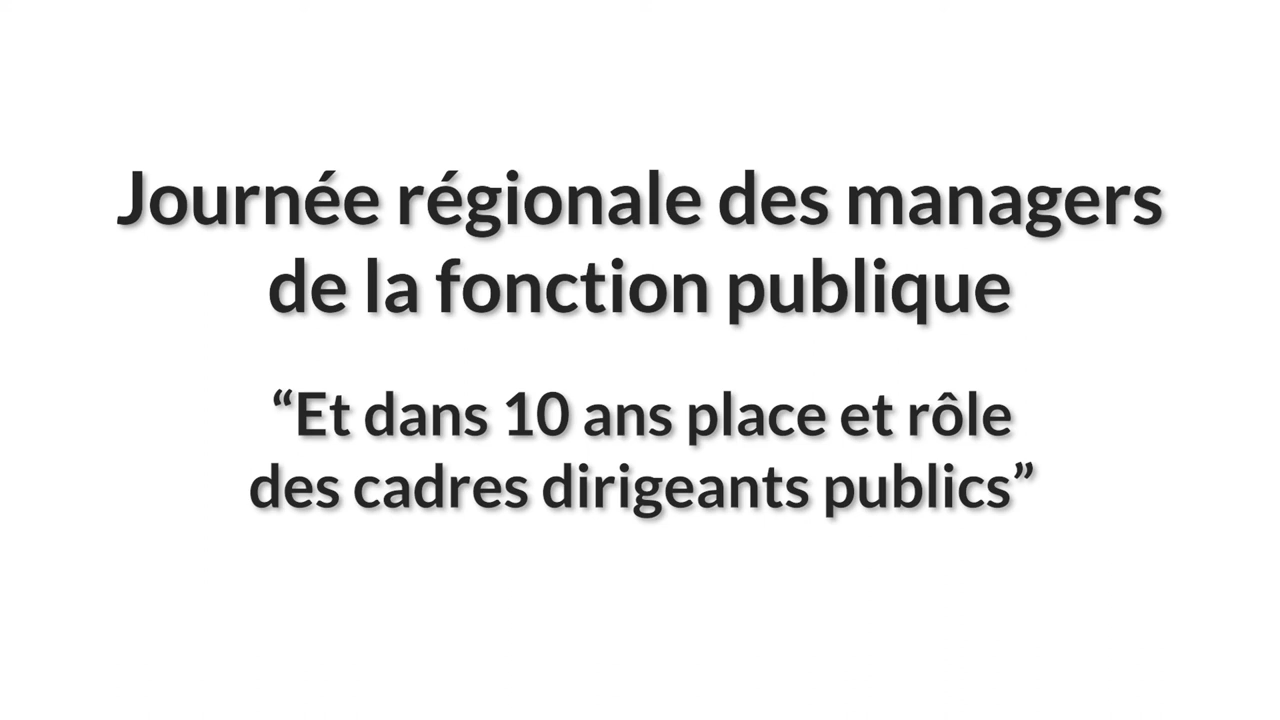 Journée régionale des managers
de la fonction publique
“Et dans 10 ans place et rôle
des cadres dirigeants publics”